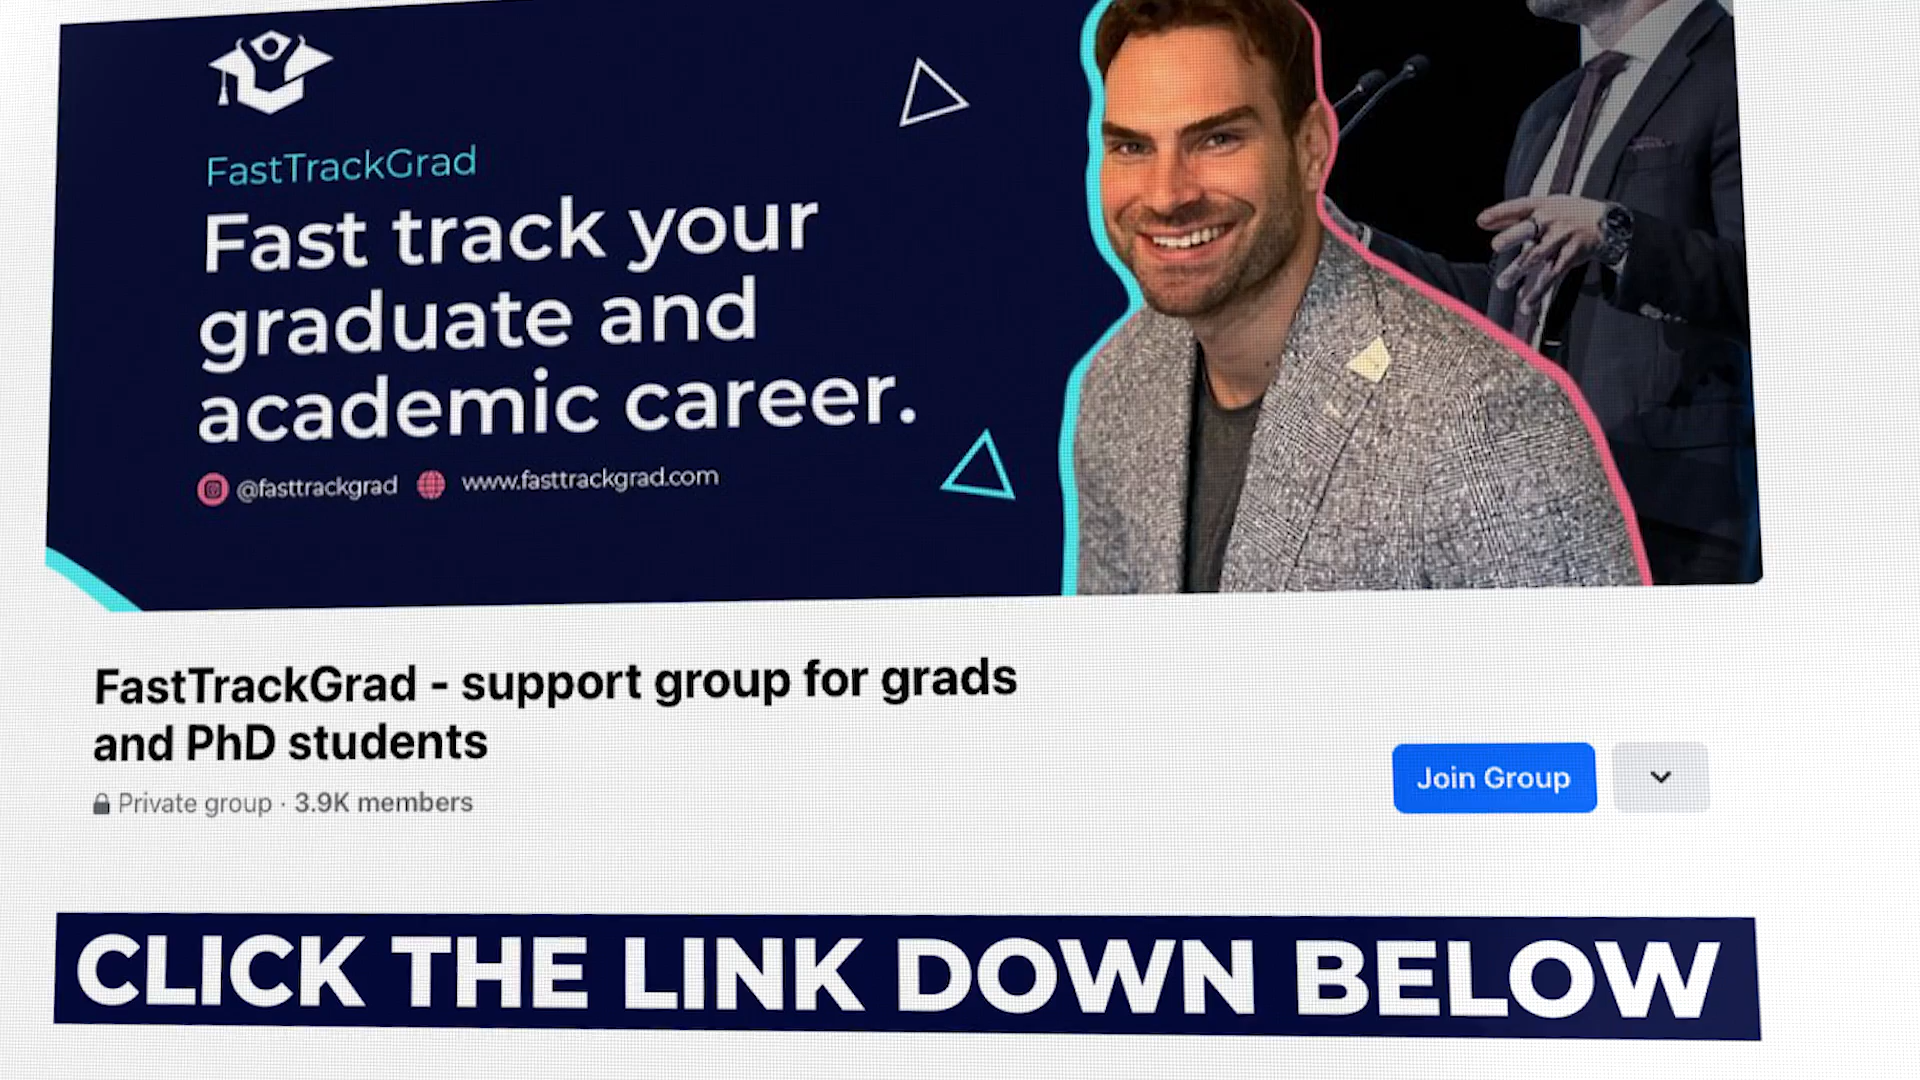 FastTrackGrad
Fast track your
graduate and
academic career.
@fasttrackgrad www.fasttrackgrad.com
FastTrackGrad - support group for grads
and PhD students
Private group · 3.9K members
Join Group
CLICK THE LINK DOWN BELOW